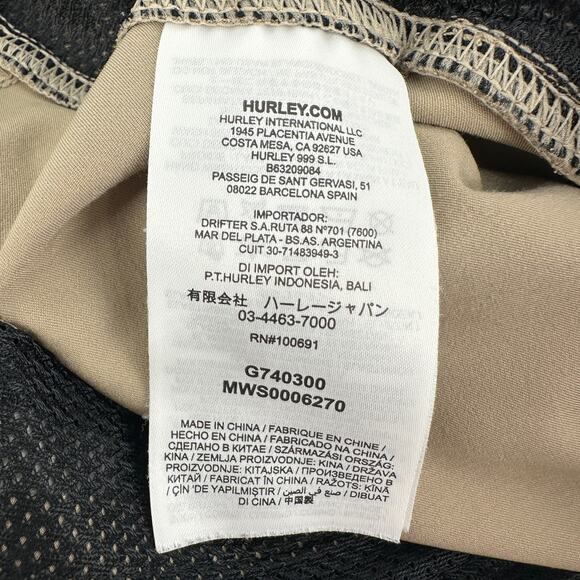 HURLEY.COM
HURLEY INTERNATIONAL LLC
1945 PLACENTIA AVENUE
COSTA MESA, CA 92627 USA
HURLEY 999 S.L.
B63209084
PASSEIG DE SANT GERVASI, 51
08022 BARCELONA SPAIN
IMPORTADOR:
DRIFTER S.A.RUTA 88 Nº701 (7600)
MAR DEL PLATA - BS.AS. ARGENTINA
CUIT 30-71483949-3
DI IMPORT OLEH:
P.T.HURLEY INDONESIA, BALI
有限会社 ハーレージャパン
03-4463-7000
RN#100691
G740300
MWS0006270
MADE IN CHINA / FABRIQUE EN CHINE /
HECHO EN CHINA / FABRICADO NA CHINA /
СДЕЛАНО В КИТАЕ / SZÁRMAZÁSI ORSZÁG:
KÍNA / ZEMLJA PROIZVODNJE: KINA / DRŽAVA
PROIZVODNJE: KITAJSKA / ПРОИЗВЕДЕНО В
КИТАЙ / FABRICAT ÎN CHINA / RAŽOTS: ĶĪNA
/ ÇİN 'DE YAPILMIŞTIR / صنع في الصين / DIBUAT
DI CINA / 中国製